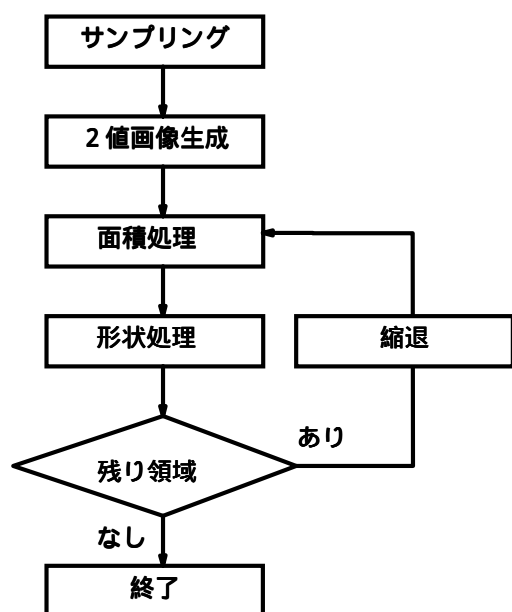 サンプリング
2値画像生成
面積処理
形状処理
縮退
あり
残り領域
なし
終了